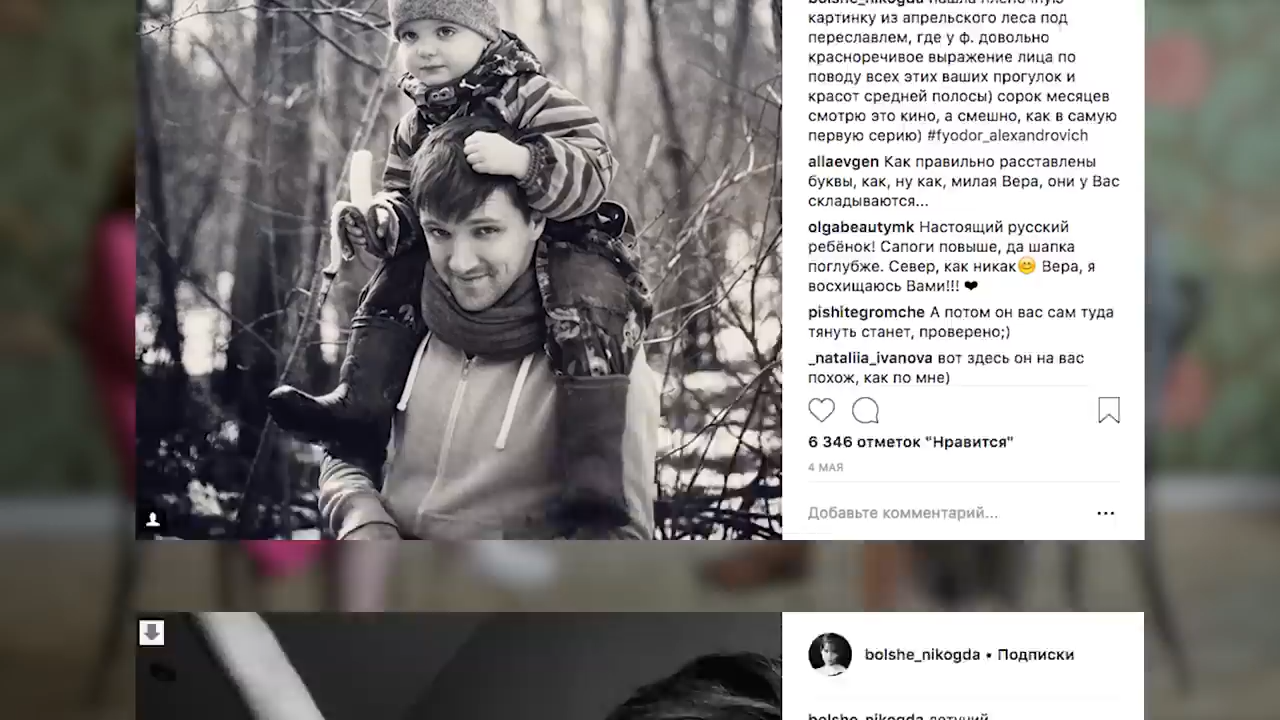 картинку из апрельского леса под
переславлем, где у ф. довольно
красноречивое выражение лица по
поводу всех этих ваших прогулок и
красот средней полосы) сорок месяцев
смотрю это кино, а смешно, как в самую
первую серию) #fyodor_alexandrovich
allaevgen Как правильно расставлены
буквы, как, ну как, милая Вера, они у Вас
складываются...
olgabeautymk Настоящий русский
ребёнок! Сапоги повыше, да шапка
поглубже. Север, как никак😊 Вера, я
восхищаюсь Вами!!! ❤
pishitegromche А потом он вас сам туда
тянуть станет, проверено;)
_nataliia_ivanova вот здесь он на вас
похож, как по мне)
6 346 отметок "Нравится"
4 МАЯ
Добавьте комментарий...
bolshe_nikogda • Подписки